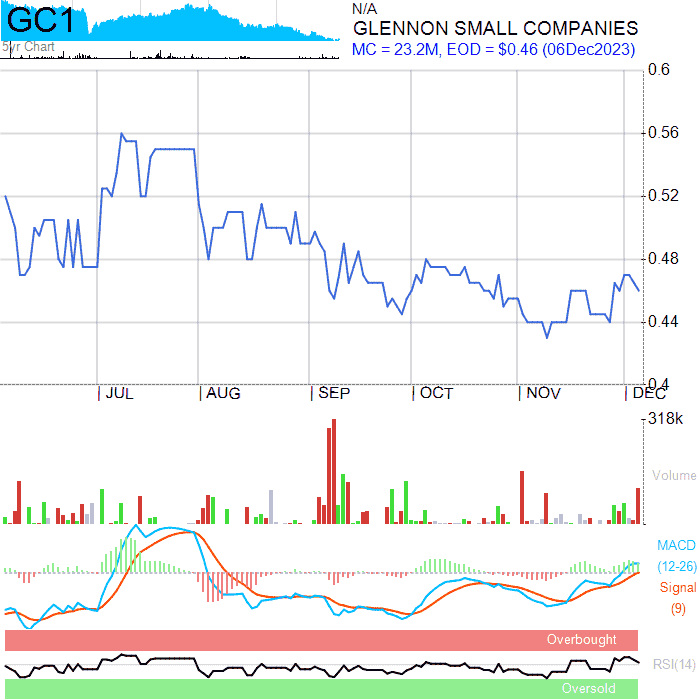 GC1
5yr Chart
N/A
GLENNON SMALL COMPANIES
MC = 23.2M, EOD = $0.46 (06Dec2023)
0.6
0.56
0.52
0.48
0.44
0.4
JUL AUG SEP OCT NOV DEC
318k
Volume
MACD
(12-26)
Signal
(9)
Overbought
RSI(14)
Oversold